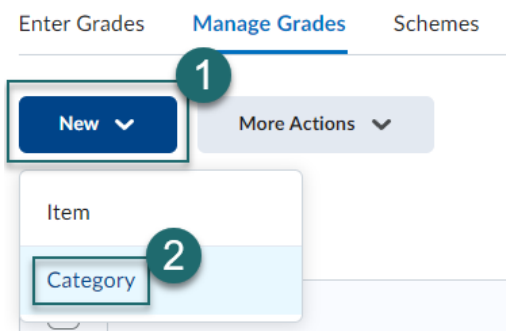 Enter Grades Manage Grades Schemes
1
New More Actions
Item
2
Category